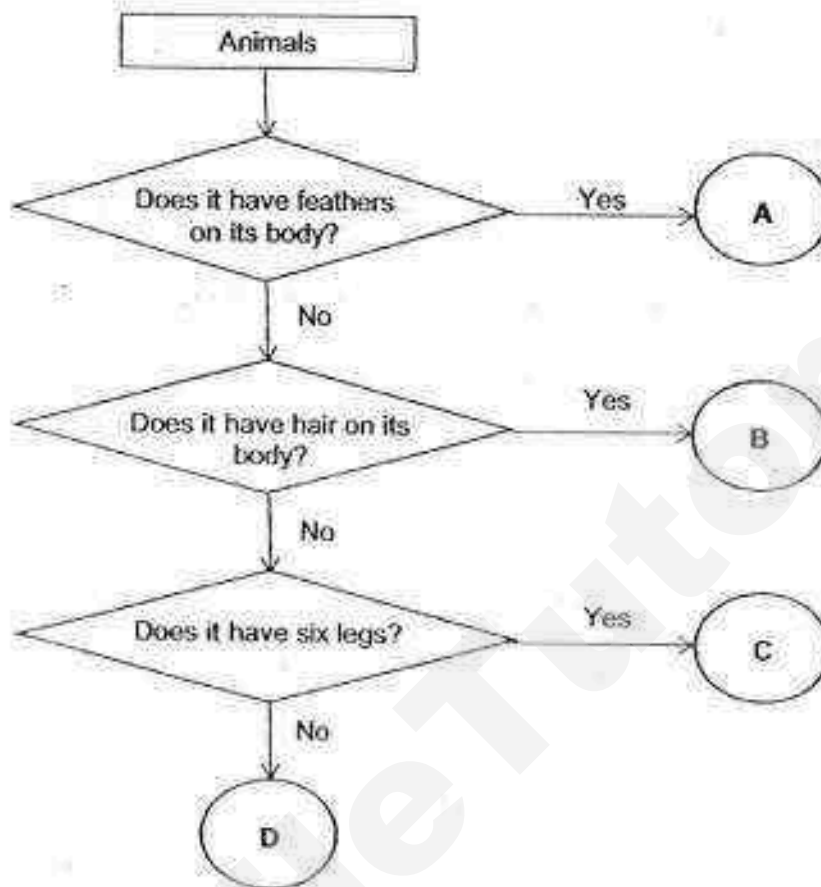 Animals
Does it have feathers
on its body?
Yes
A
No
Does it have hair on its
body?
Yes
B
No
Does it have six legs?
Yes
C
No
D